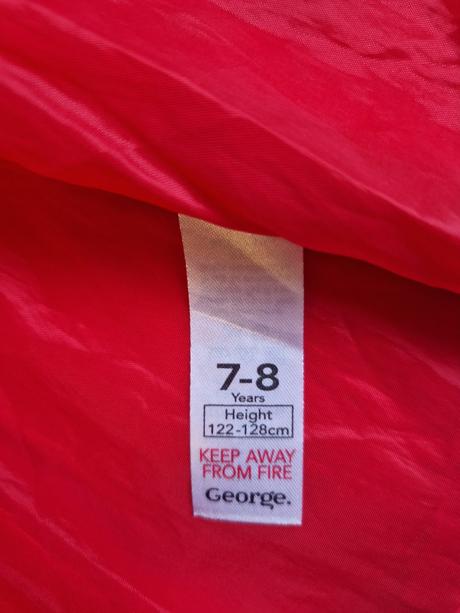 7-8
Years
Height
122-128cm
KEEP AWAY
FROM FIRE
George.